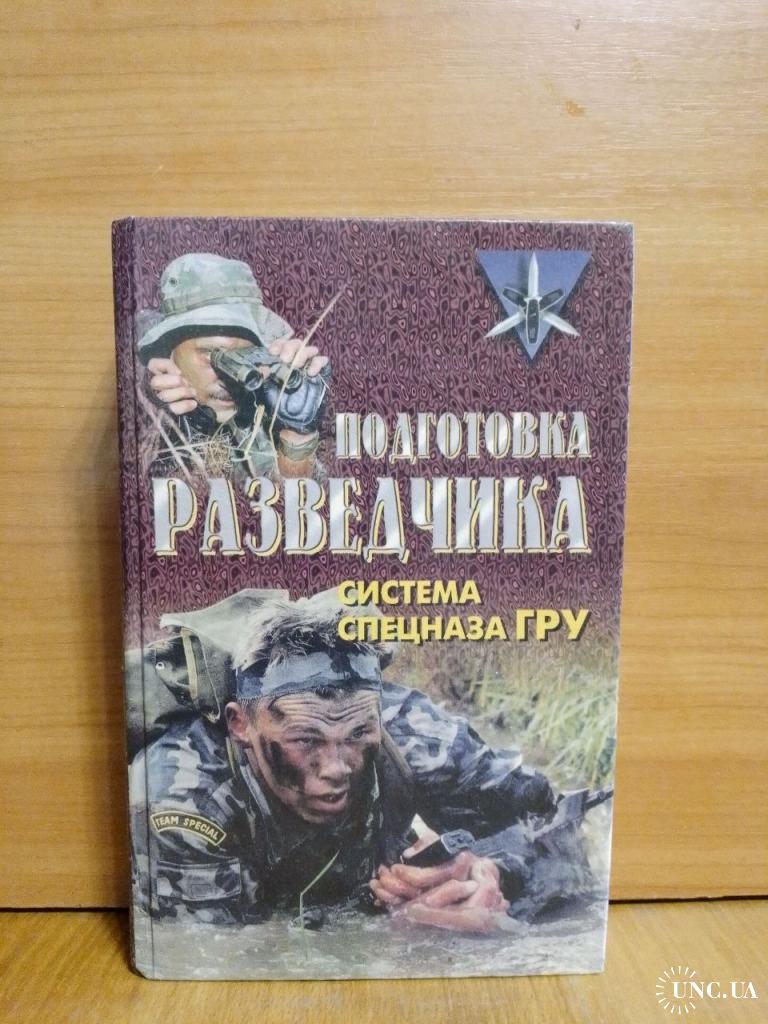 ПОДГОТОВКА
РАЗВЕДЧИКА
СИСТЕМА
СПЕЦНАЗА ГРУ
TEAM SPECIAL
UNC.UA